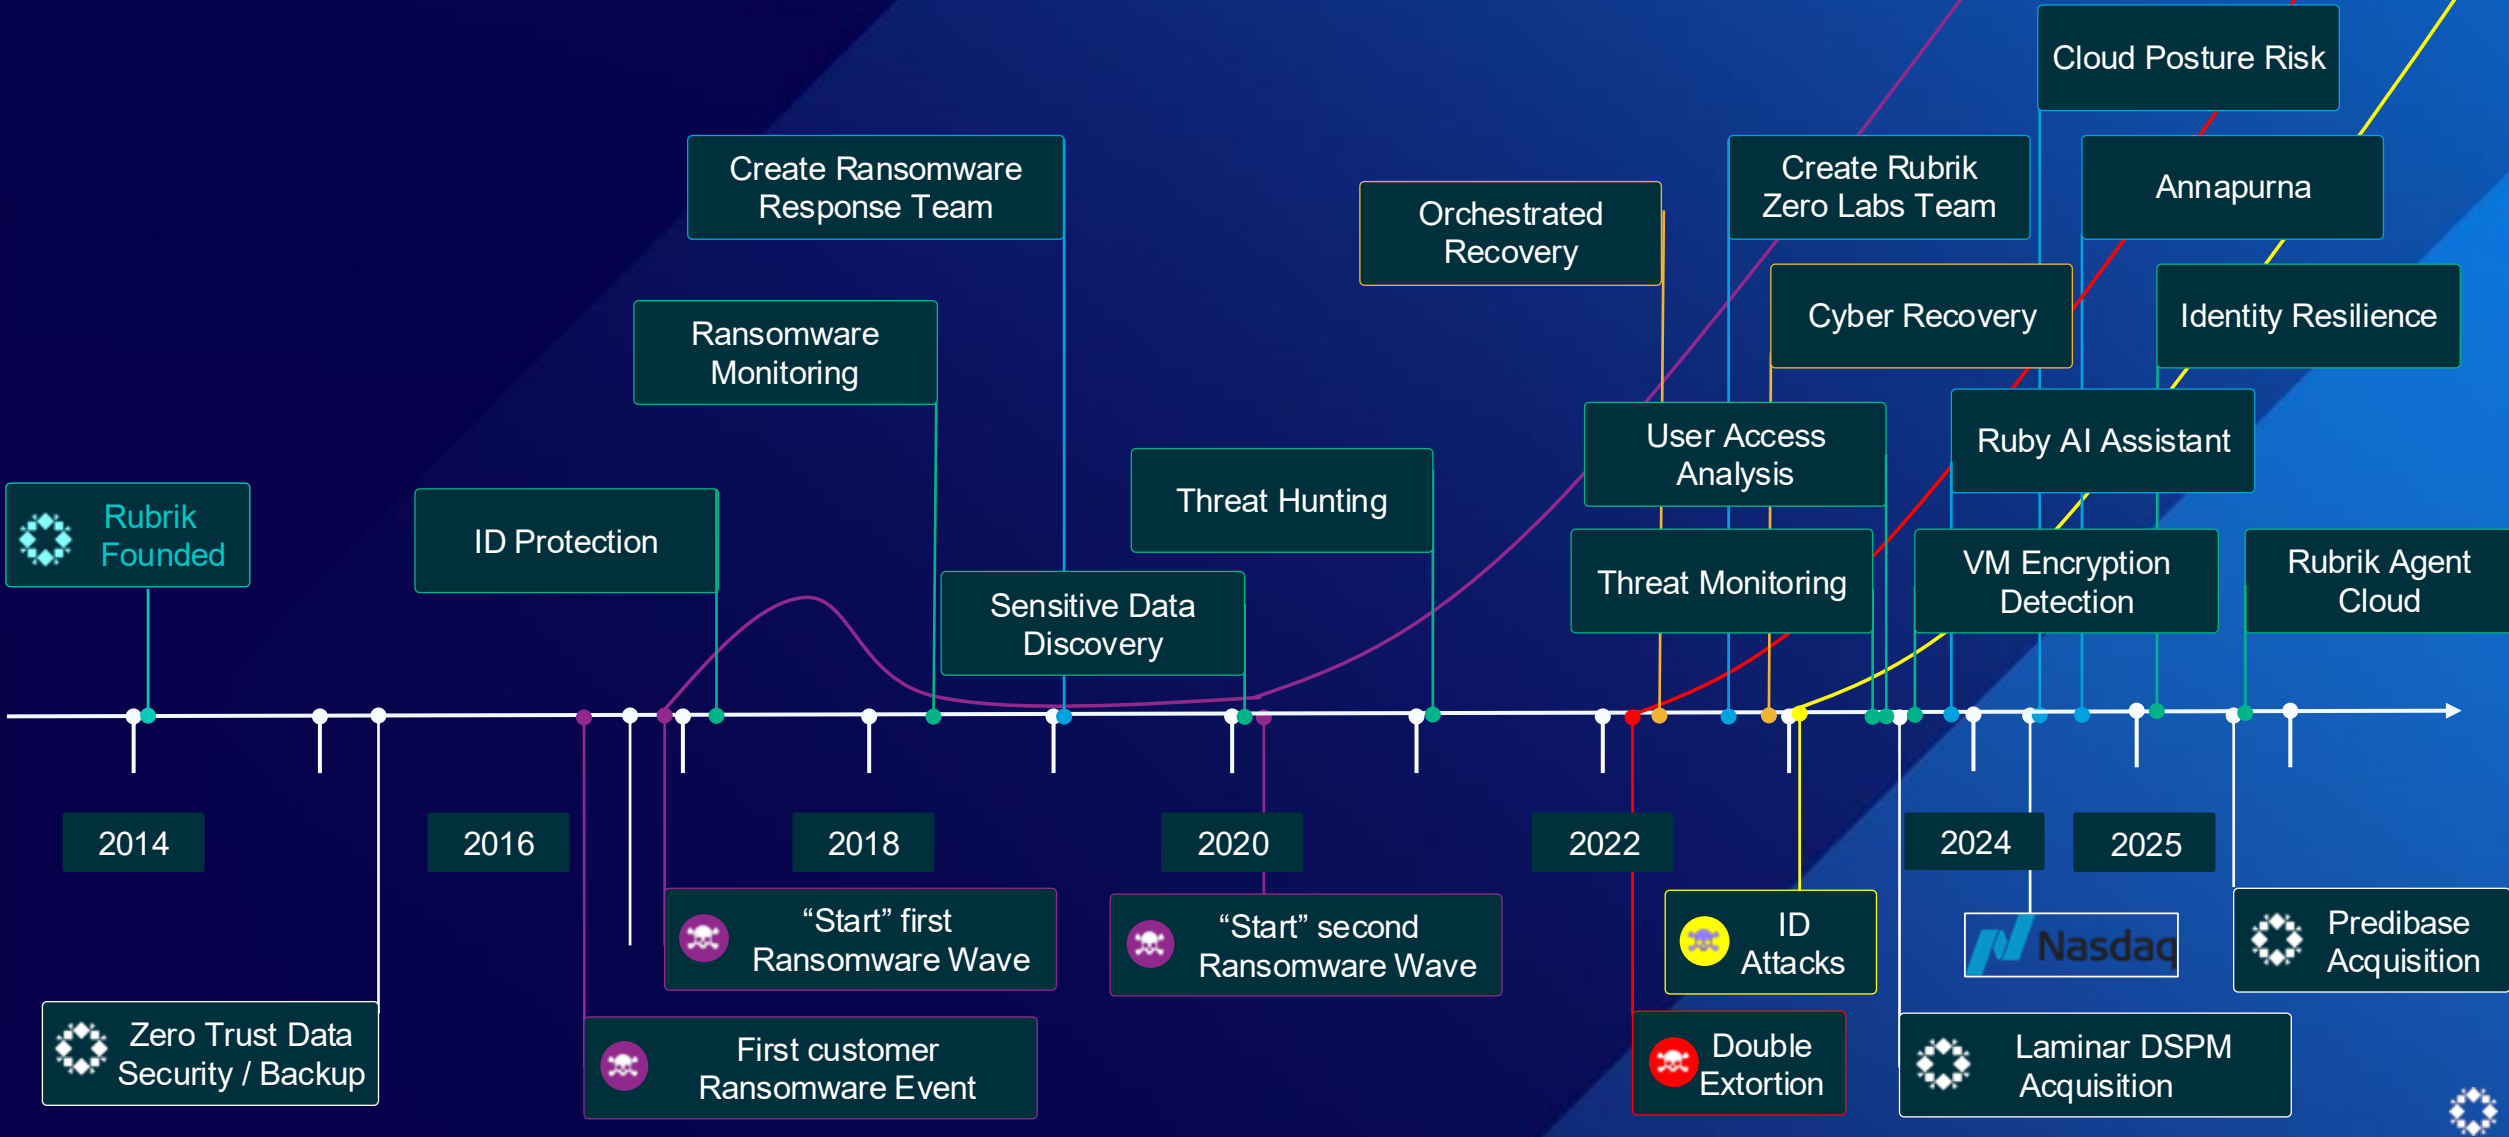 Cloud Posture Risk
Create Ransomware
Response Team
Create Rubrik
Zero Labs Team
Annapurna
Orchestrated
Recovery
Ransomware
Monitoring
Cyber Recovery
Identity Resilience
User Access
Analysis
Ruby AI Assistant
Threat Hunting
Rubrik
Founded
ID Protection
Sensitive Data
Discovery
Threat Monitoring
VM Encryption
Detection
Rubrik Agent
Cloud
2014
2016
2018
2020
2022
2024
2025
“Start” first
Ransomware Wave
“Start” second
Ransomware Wave
ID
Attacks
Nasdaq
Predibase
Acquisition
Zero Trust Data
Security / Backup
First customer
Ransomware Event
Double
Extortion
Laminar DSPM
Acquisition